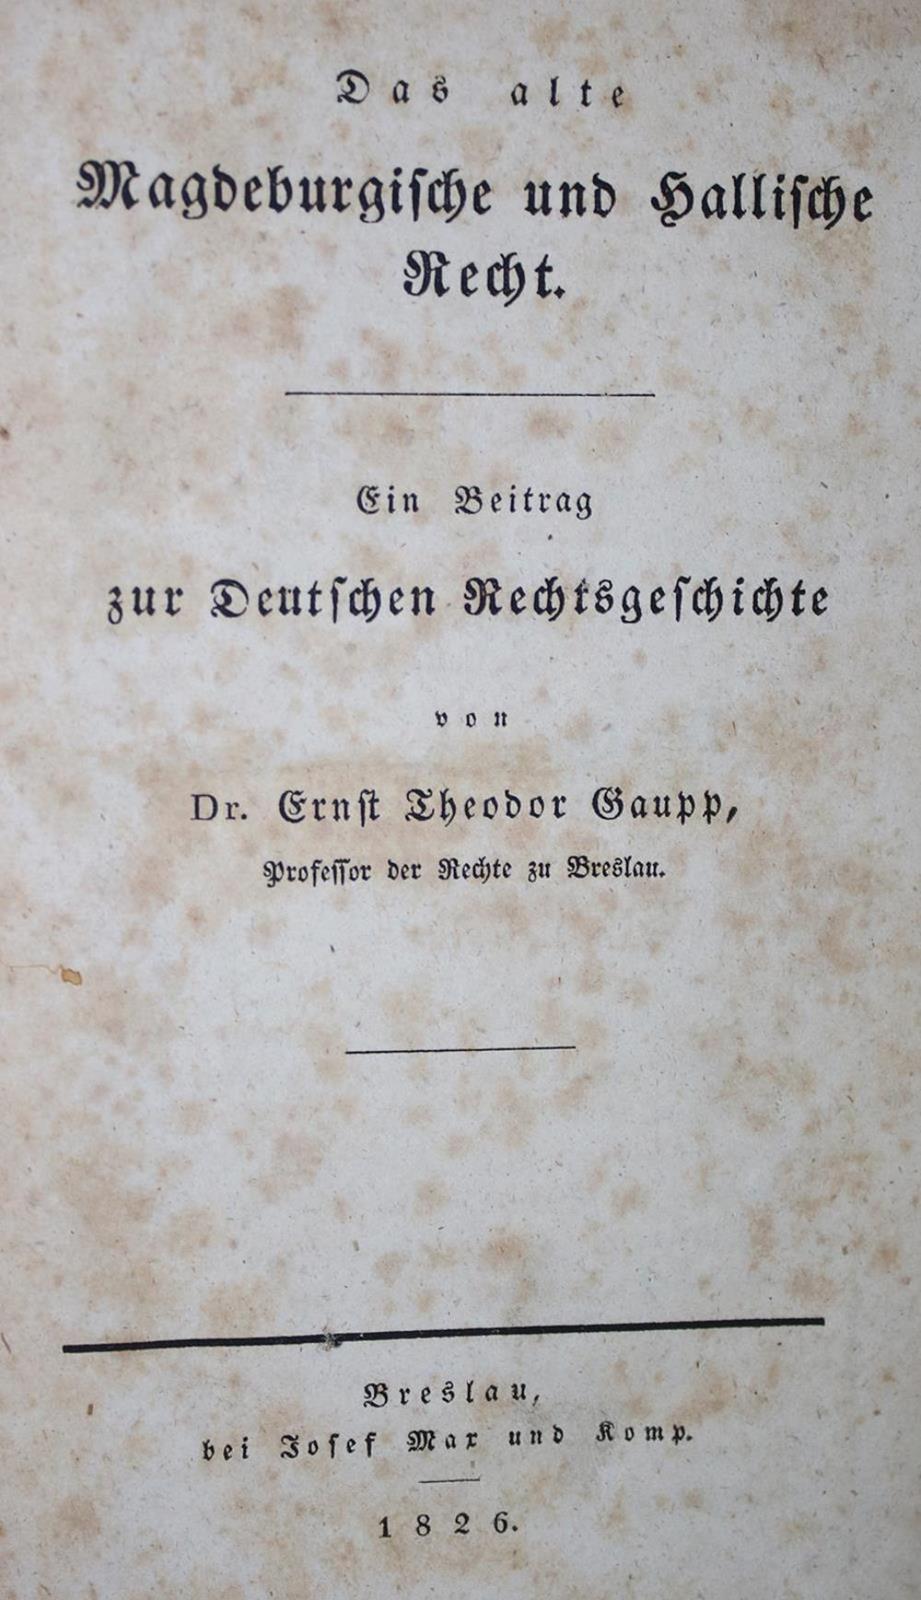 Das alte
Magdeburgische und Hallische
Recht.
Ein Beitrag
zur Deutschen Rechtsgeschichte
von
Dr. Ernst Theodor Gaupp,
Professor der Rechte zu Breslau.
Breslau,
bei Josef Max und Komp.
1826.